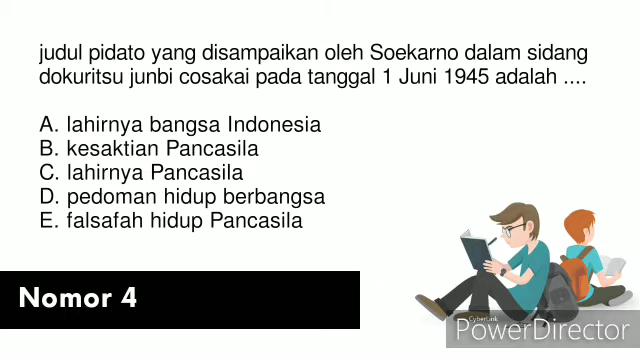 judul pidato yang disampaikan oleh Soekarno dalam sidang
dokuritsu junbi cosakai pada tanggal 1 Juni 1945 adalah ....
A. lahirnya bangsa Indonesia
B. kesaktian Pancasila
C. lahirnya Pancasila
D. pedoman hidup berbangsa
E. falsafah hidup Pancasila
Nomor 4
CyberLink
PowerDirector